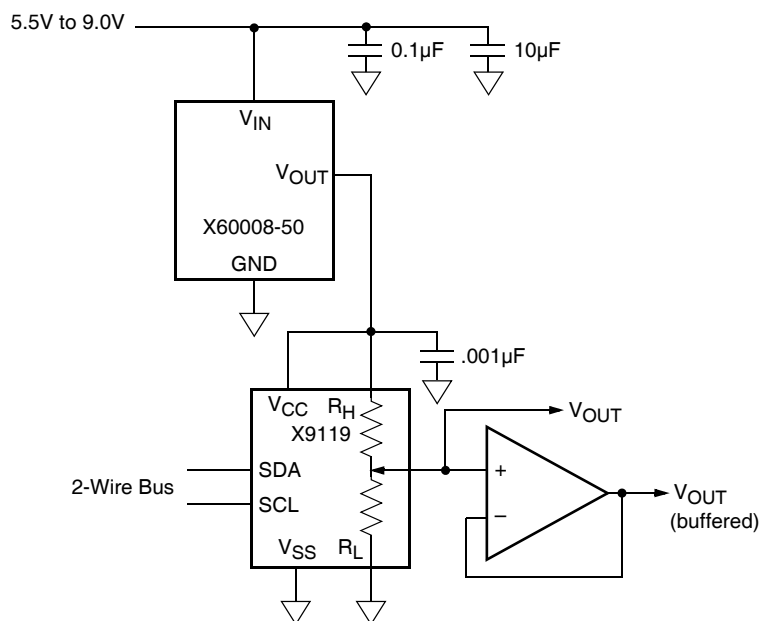 5.5V to 9.0V
0.1µF
10µF
VIN
VOUT
X60008-50
GND
.001µF
VCC
RH
X9119
VOUT
SDA
+
2-Wire Bus
SCL
–
VOUT
(buffered)
VSS
RL